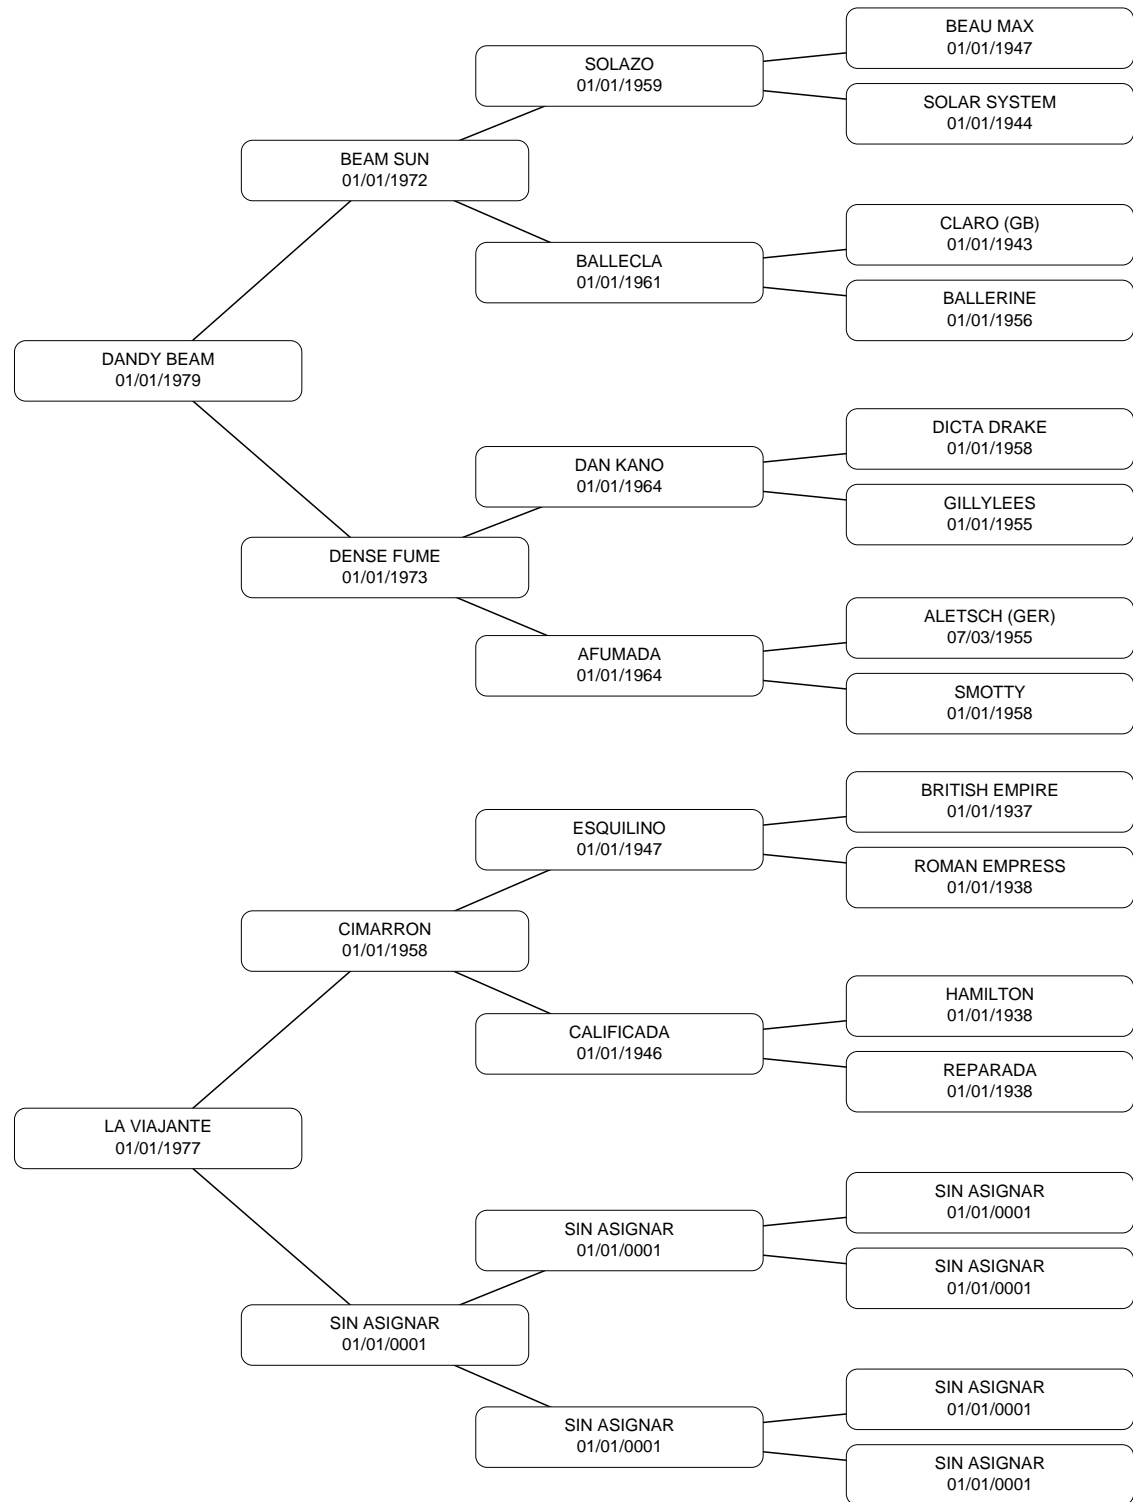 BEAU MAX
01/01/1947
SOLAZO
01/01/1959
SOLAR SYSTEM
01/01/1944
BEAM SUN
01/01/1972
CLARO (GB)
01/01/1943
BALLECLA
01/01/1961
BALLERINE
01/01/1956
DANDY BEAM
01/01/1979
DICTA DRAKE
01/01/1958
DAN KANO
01/01/1964
GILLYLEES
01/01/1955
DENSE FUME
01/01/1973
ALETSCH (GER)
07/03/1955
AFUMADA
01/01/1964
SMOTTY
01/01/1958
BRITISH EMPIRE
01/01/1937
ESQUILINO
01/01/1947
ROMAN EMPRESS
01/01/1938
CIMARRON
01/01/1958
HAMILTON
01/01/1938
CALIFICADA
01/01/1946
REPARADA
01/01/1938
LA VIAJANTE
01/01/1977
SIN ASIGNAR
01/01/0001
SIN ASIGNAR
01/01/0001
SIN ASIGNAR
01/01/0001
SIN ASIGNAR
01/01/0001
SIN ASIGNAR
01/01/0001
SIN ASIGNAR
01/01/0001
SIN ASIGNAR
01/01/0001